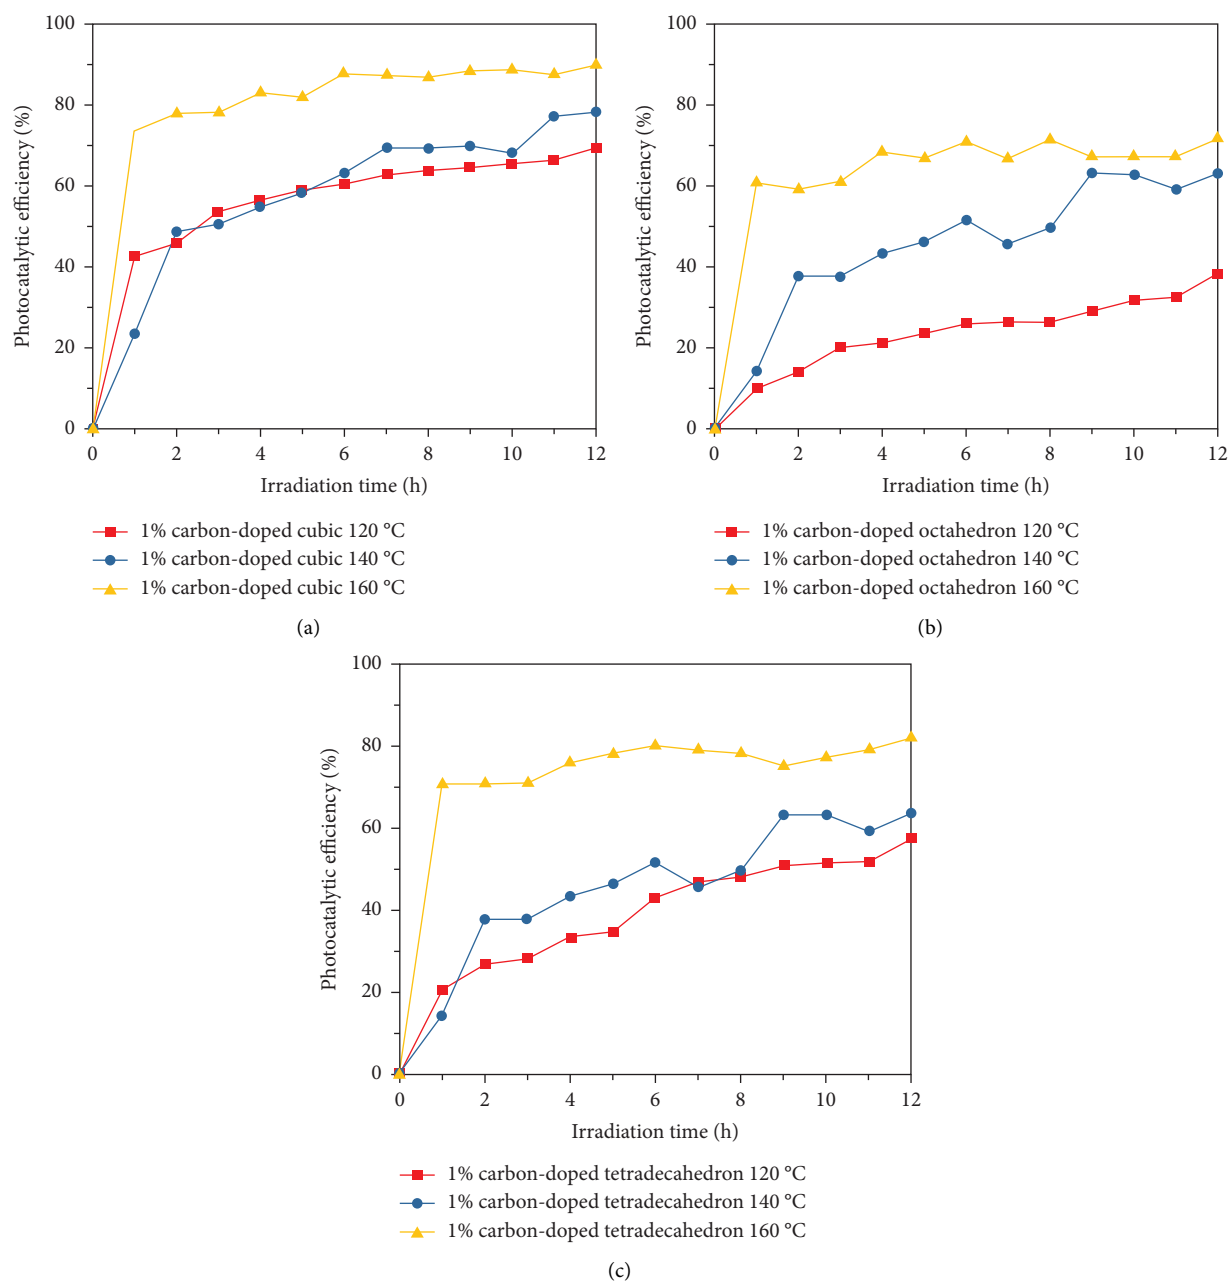 100
80
60
40
20
0
Photocatalytic efficiency (%)
0 2 4 6 8 10 12
Irradiation time (h)
1% carbon-doped cubic 120 °C
1% carbon-doped cubic 140 °C
1% carbon-doped cubic 160 °C
(a)
100
80
60
40
20
0
Photocatalytic efficiency (%)
0 2 4 6 8 10 12
Irradiation time (h)
1% carbon-doped octahedron 120 °C
1% carbon-doped octahedron 140 °C
1% carbon-doped octahedron 160 °C
(b)
100
80
60
40
20
0
Photocatalytic efficiency (%)
0 2 4 6 8 10 12
Irradiation time (h)
1% carbon-doped tetradecahedron 120 °C
1% carbon-doped tetradecahedron 140 °C
1% carbon-doped tetradecahedron 160 °C
(c)